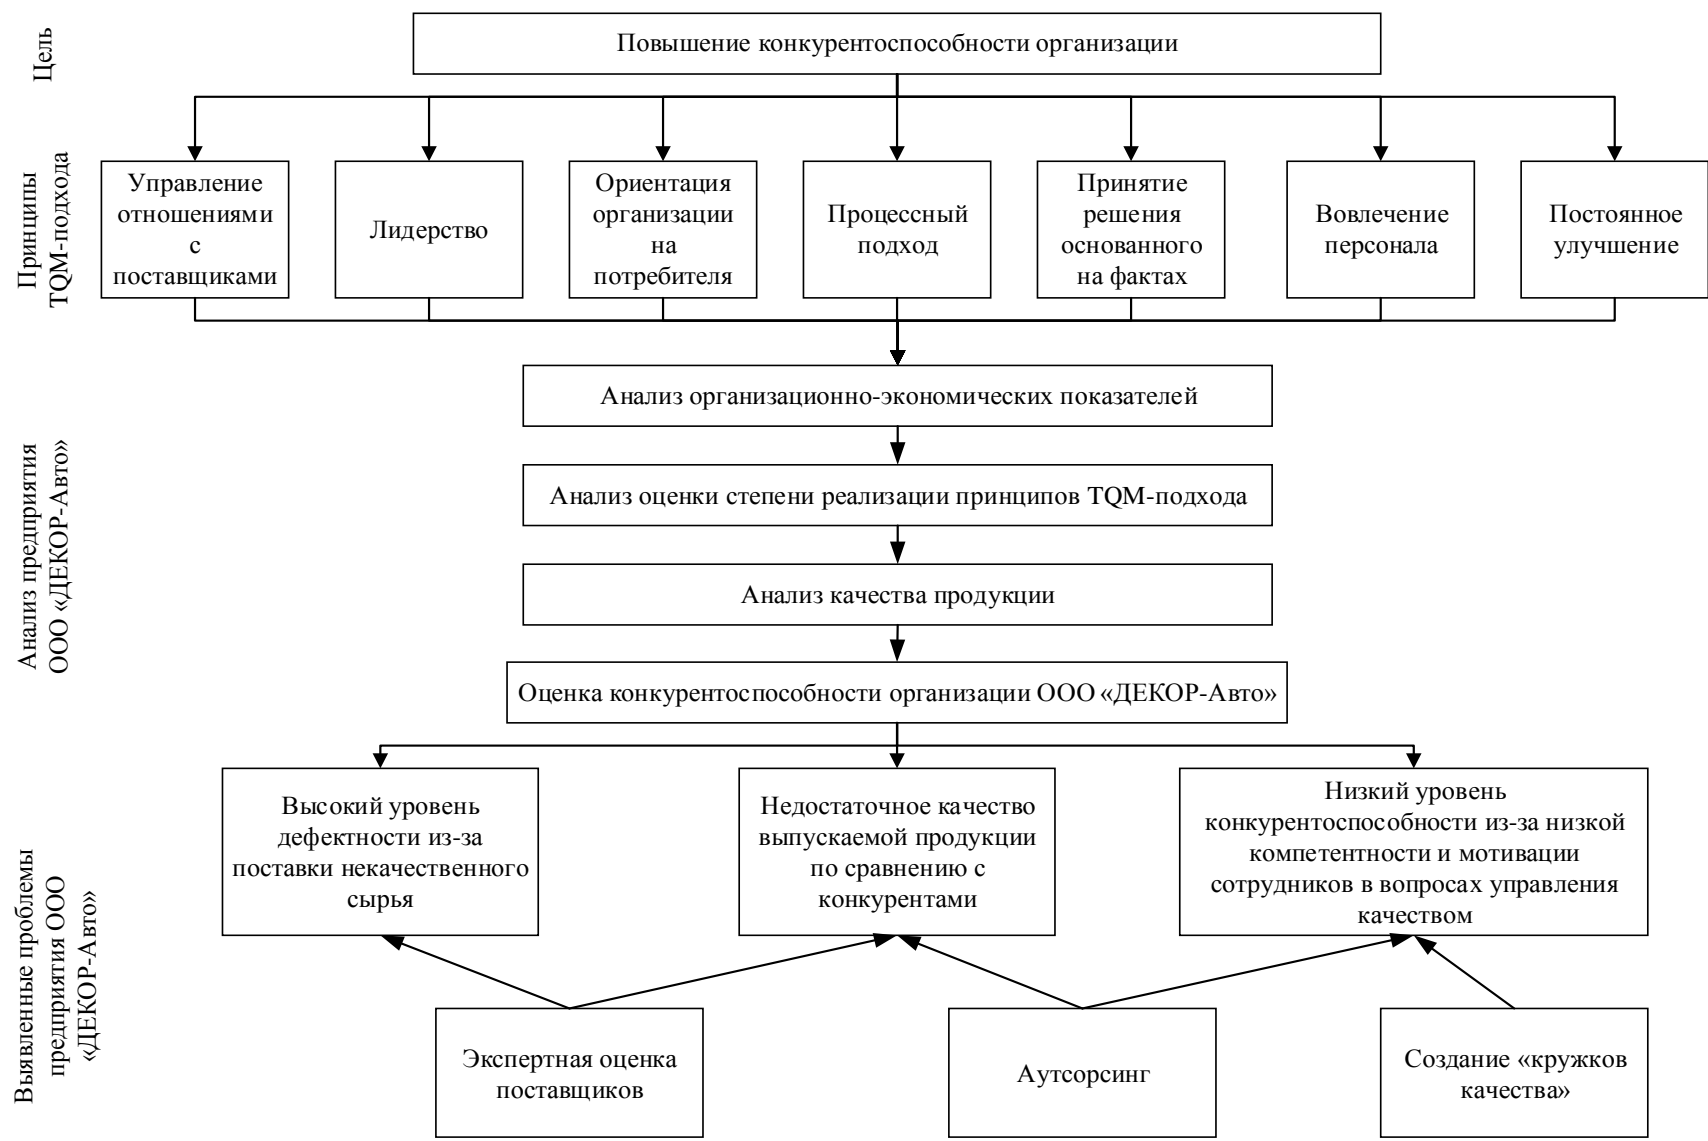 Цель
Повышение конкурентоспособности организации
Принципы
TQM-подхода
Управление
отношениями
с
поставщиками
Лидерство
Ориентация
организации
на
потребителя
Процессный
подход
Принятие
решения
основанного
на фактах
Вовлечение
персонала
Постоянное
улучшение
Анализ предприятия
ООО «ДЕКОР-Авто»
Анализ организационно-экономических показателей
Анализ оценки степени реализации принципов TQM-подхода
Анализ качества продукции
Оценка конкурентоспособности организации ООО «ДЕКОР-Авто»
Выявленные проблемы
предприятия ООО
«ДЕКОР-Авто»
Высокий уровень
дефектности из-за
поставки некачественного
сырья
Недостаточное качество
выпускаемой продукции
по сравнению с
конкурентами
Низкий уровень
конкурентоспособности из-за низкой
компетентности и мотивации
сотрудников в вопросах управления
качеством
Экспертная оценка
поставщиков
Аутсорсинг
Создание «кружков
качества»